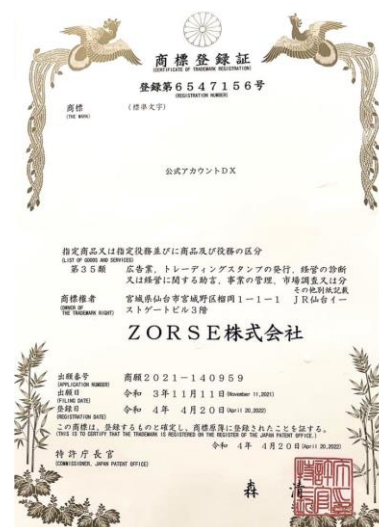 商標登録証
(CERTIFICATE OF TRADEMARK REGISTRATION)
登録第6547156号
(REGISTRATION NUMBER)
商標 (標準文字)
(THE MARK)
公式アカウントDX
指定商品又は指定役務並びに商品及び役務の区分
(LIST OF GOODS AND SERVICES)
第35類 広告業,トレーディングスタンプの発行,経営の診断
又は経営に関する助言,事業の管理,市場調査又は分
その他別紙記載
商標権者 宮城県仙台市宮城野区榴岡1-1-1 JR仙台イー
(OWNER OF THE TRADEMARK RIGHT) ストゲートビル3階
ZORSE株式会社
出願番号 商願2021-140959
(APPLICATION NUMBER)
出願日 令和 3年11月11日(November 11,2021)
(FILING DATE)
登録日 令和 4年 4月20日(April 20,2022)
(REGISTRATION DATE)
この商標は、登録するものと確定し、商標原簿に登録されたことを証する。
(THIS IS TO CERTIFY THAT THE TRADEMARK IS REGISTERED ON THE REGISTER OF THE JAPAN PATENT OFFICE.)
令和 4年 4月20日(April 20,2022)
特許庁長官
(COMMISSIONER, JAPAN PATENT OFFICE)
森 清